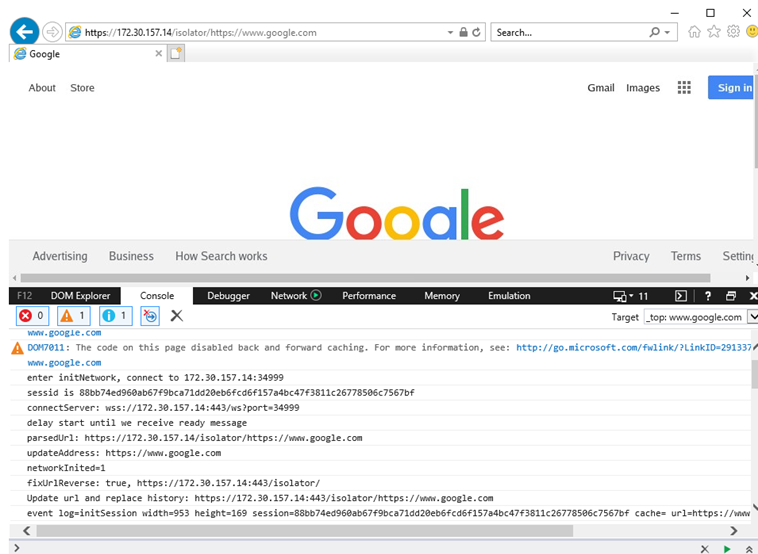 https://172.30.157.14/isolator/https://www.google.com
Search...
Google
About Store
Gmail Images
Sign in
Google
Advertising Business How Search works
Privacy Terms
F12 DOM Explorer Console Debugger Network Performance Memory Emulation 11 ?
0 1 1
Target _top: www.google.com
www.google.com
DOM7011: The code on this page disabled back and forward caching. For more information, see: http://go.microsoft.com/fwlink/?LinkID=291337
www.google.com
enter initNetwork, connect to 172.30.157.14:34999
sessid is 88bb74ed960ab67f9bca71dd20eb6fcd6f157a4bc47f3811c26778506c7567bf
connectServer: wss://172.30.157.14:443/ws?port=34999
delay start until we receive ready message
parsedUrl: https://172.30.157.14/isolator/https://www.google.com
updateAddress: https://www.google.com
networkInited=1
fixUrlReverse: true, https://172.30.157.14:443/isolator/
Update url and replace history: https://172.30.157.14:443/isolator/https://www.google.com
event log=initSession width=953 height=169 session=88bb74ed960ab67f9bca71dd20eb6fcd6f157a4bc47f3811c26778506c7567bf cache= url=https://www